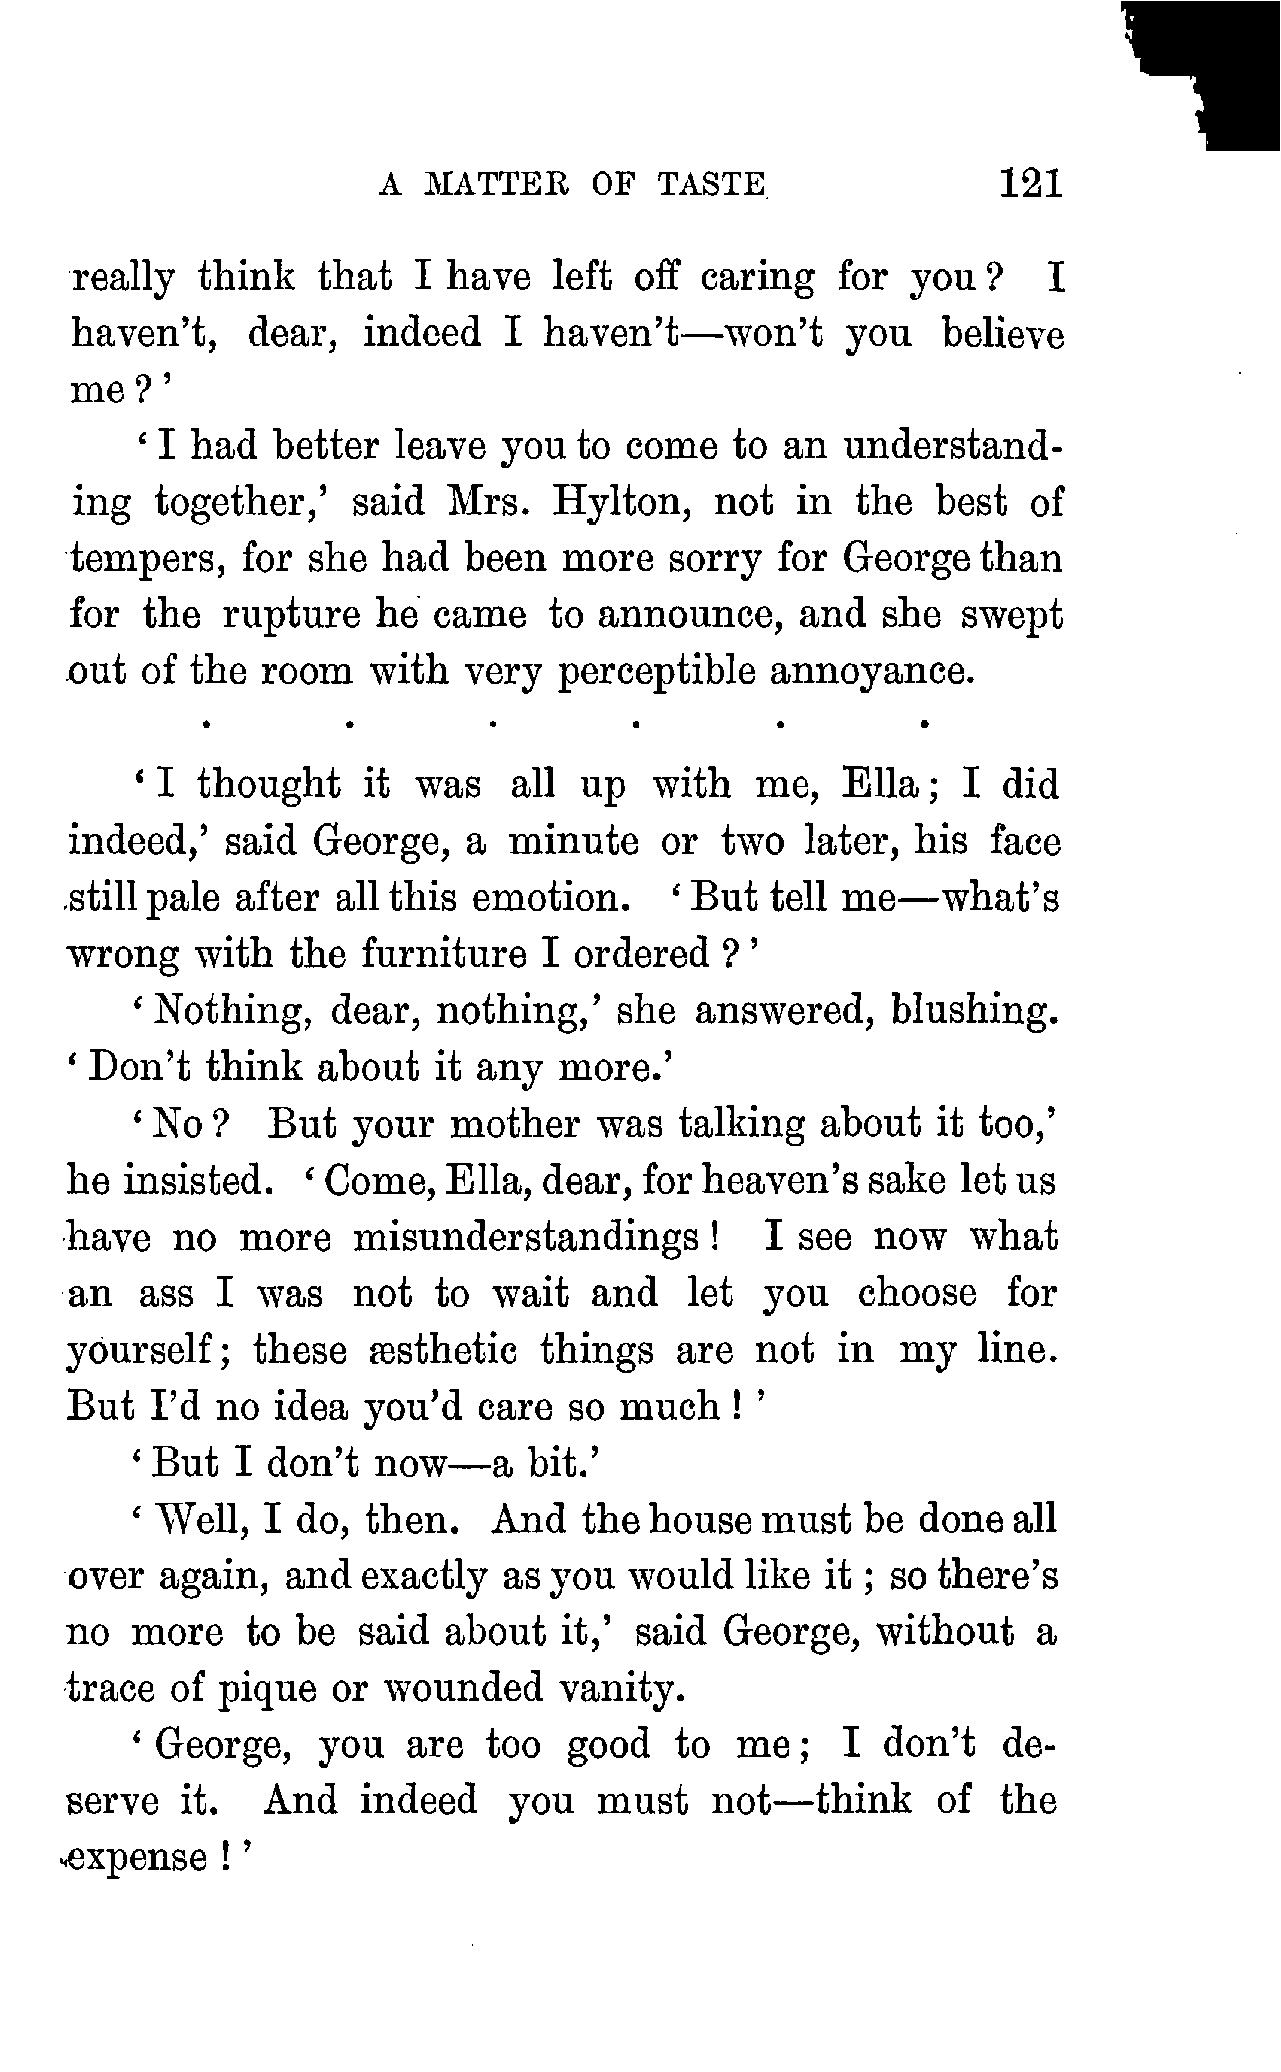 A MATTER OF TASTE 121
really think that I have left off caring for you? I
haven't, dear, indeed I haven't—won't you believe
me?'
'I had better leave you to come to an understand-
ing together,' said Mrs. Hylton, not in the best of
tempers, for she had been more sorry for George than
for the rupture he came to announce, and she swept
out of the room with very perceptible annoyance.
. . . . . .
'I thought it was all up with me, Ella; I did
indeed,' said George, a minute or two later, his face
still pale after all this emotion. 'But tell me—what's
wrong with the furniture I ordered?'
'Nothing, dear, nothing,' she answered, blushing.
'Don't think about it any more.'
'No? But your mother was talking about it too,'
he insisted. 'Come, Ella, dear, for heaven's sake let us
have no more misunderstandings! I see now what
an ass I was not to wait and let you choose for
yourself; these æsthetic things are not in my line.
But I'd no idea you'd care so much!'
'But I don't now—a bit.'
'Well, I do, then. And the house must be done all
over again, and exactly as you would like it; so there's
no more to be said about it,' said George, without a
trace of pique or wounded vanity.
'George, you are too good to me; I don't de-
serve it. And indeed you must not—think of the
expense!'